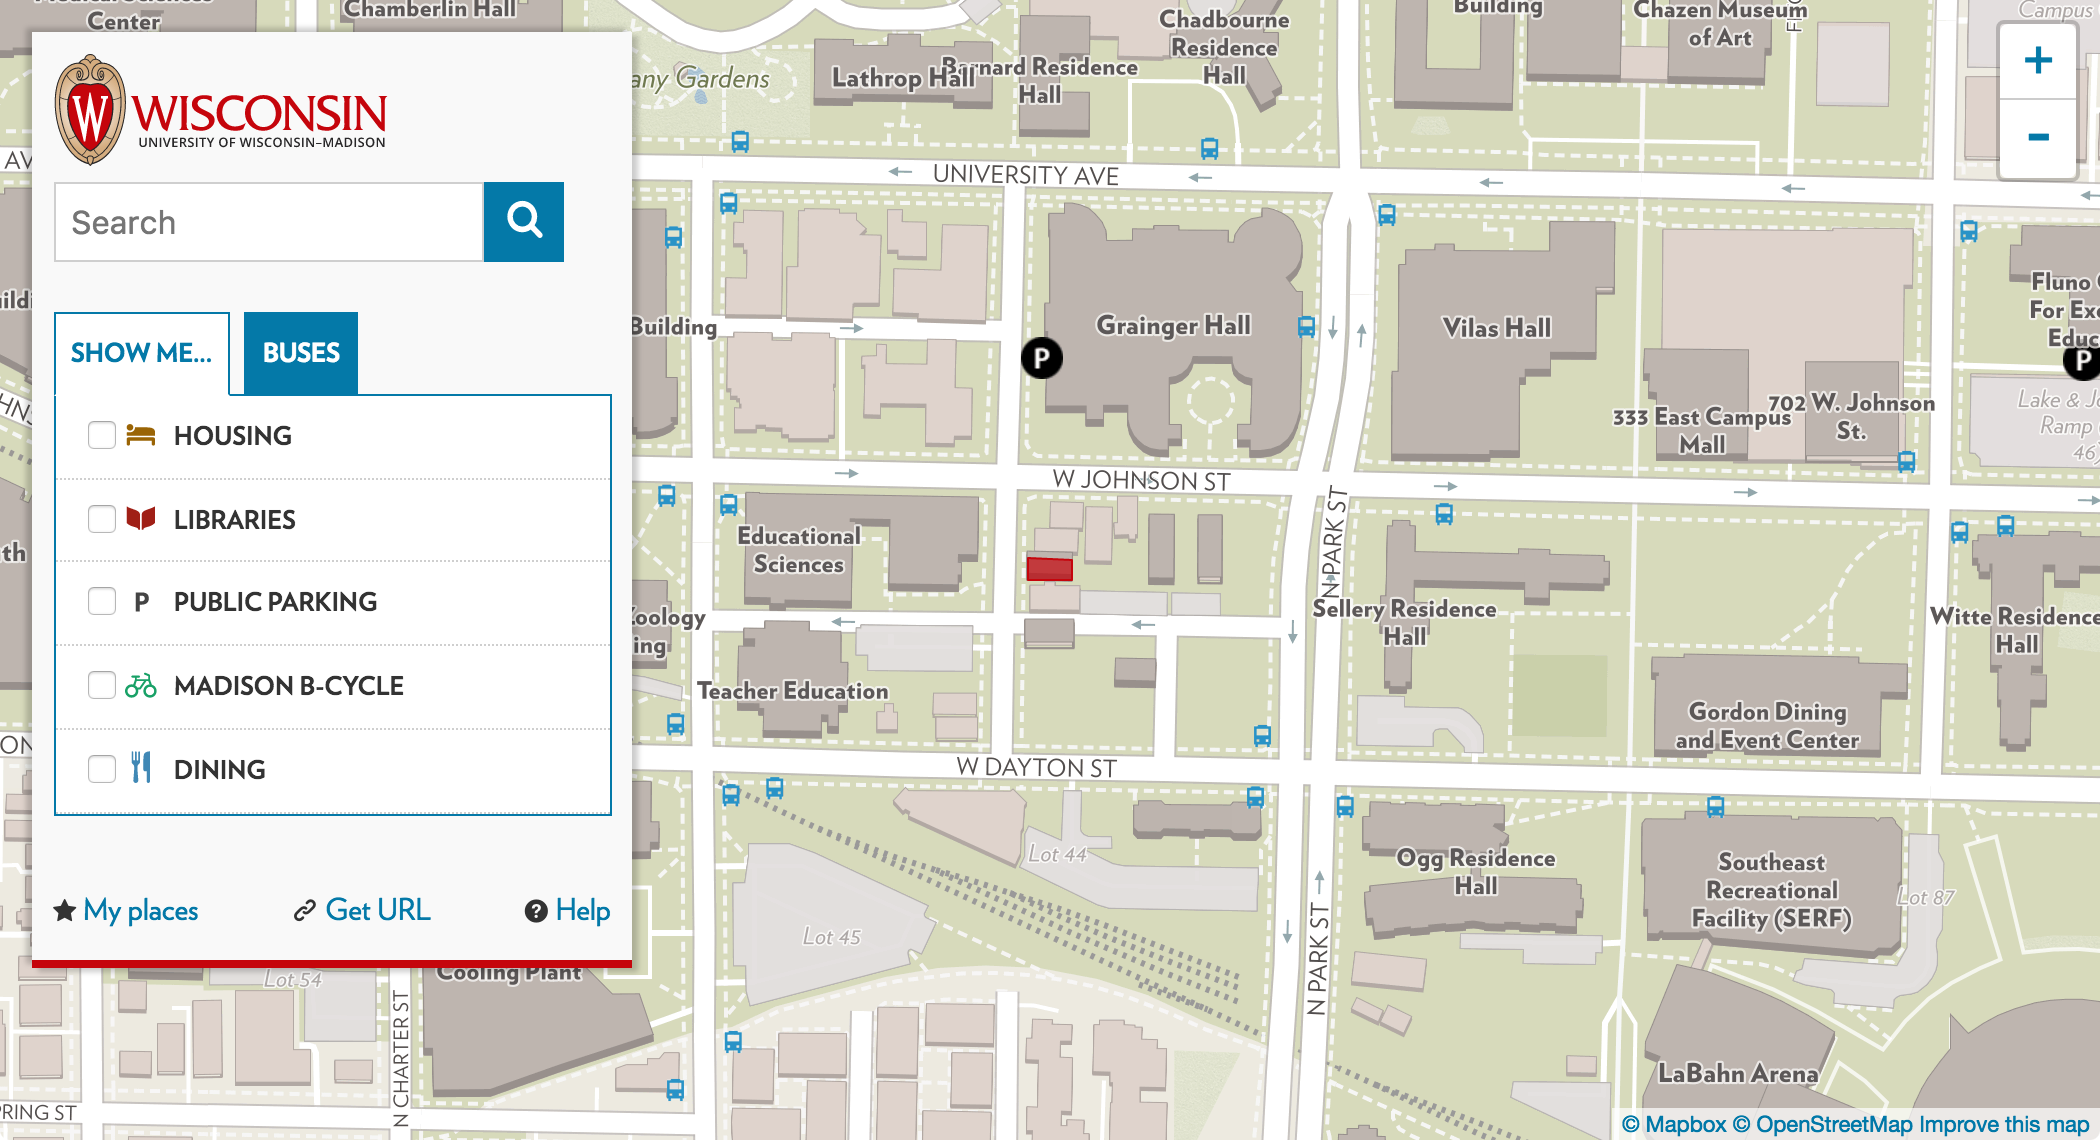 Center
Chamberlin Hall
WISCONSIN
UNIVERSITY OF WISCONSIN–MADISON
Search
SHOW ME...
BUSES
HOUSING
LIBRARIES
P PUBLIC PARKING
MADISON B-CYCLE
DINING
My places
Get URL
? Help
any Gardens
Lathrop Hall
Residence
Hall
Chadbourne
Residence
Hall
Building
Chazen Museum
of Art
Campus
+
-
AV
UNIVERSITY AVE
Building
Grainger Hall
P
Vilas Hall
333 East Campus
Mall
702 W. Johnson
St.
Fluno
For
P
Lake &
Ramp
46
W JOHNSON ST
Educational
Sciences
N PARK ST
Sellery Residence
Hall
Witte Residence
Hall
th
ing
Teacher Education
Gordon Dining
and Event Center
W DAYTON ST
Lot 44
Lot 45
Ogg Residence
Hall
Southeast
Recreational
Facility (SERF)
Lot 87
N PARK ST
Lot 54
Cooling Plant
N CHARTER ST
LaBahn Arena
RING ST
© Mapbox © OpenStreetMap Improve this map